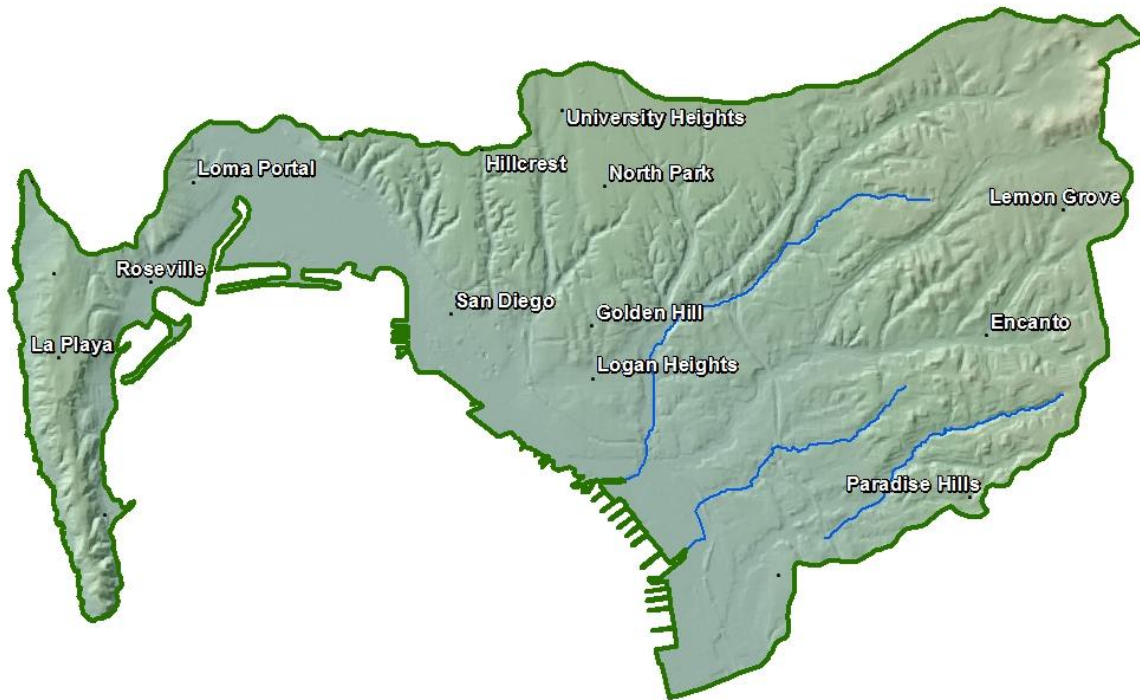 University Heights
Loma Portal
Hillcrest
North Park
Lemon Grove
Roseville
San Diego
Golden Hill
Encanto
La Playa
Logan Heights
Paradise Hills